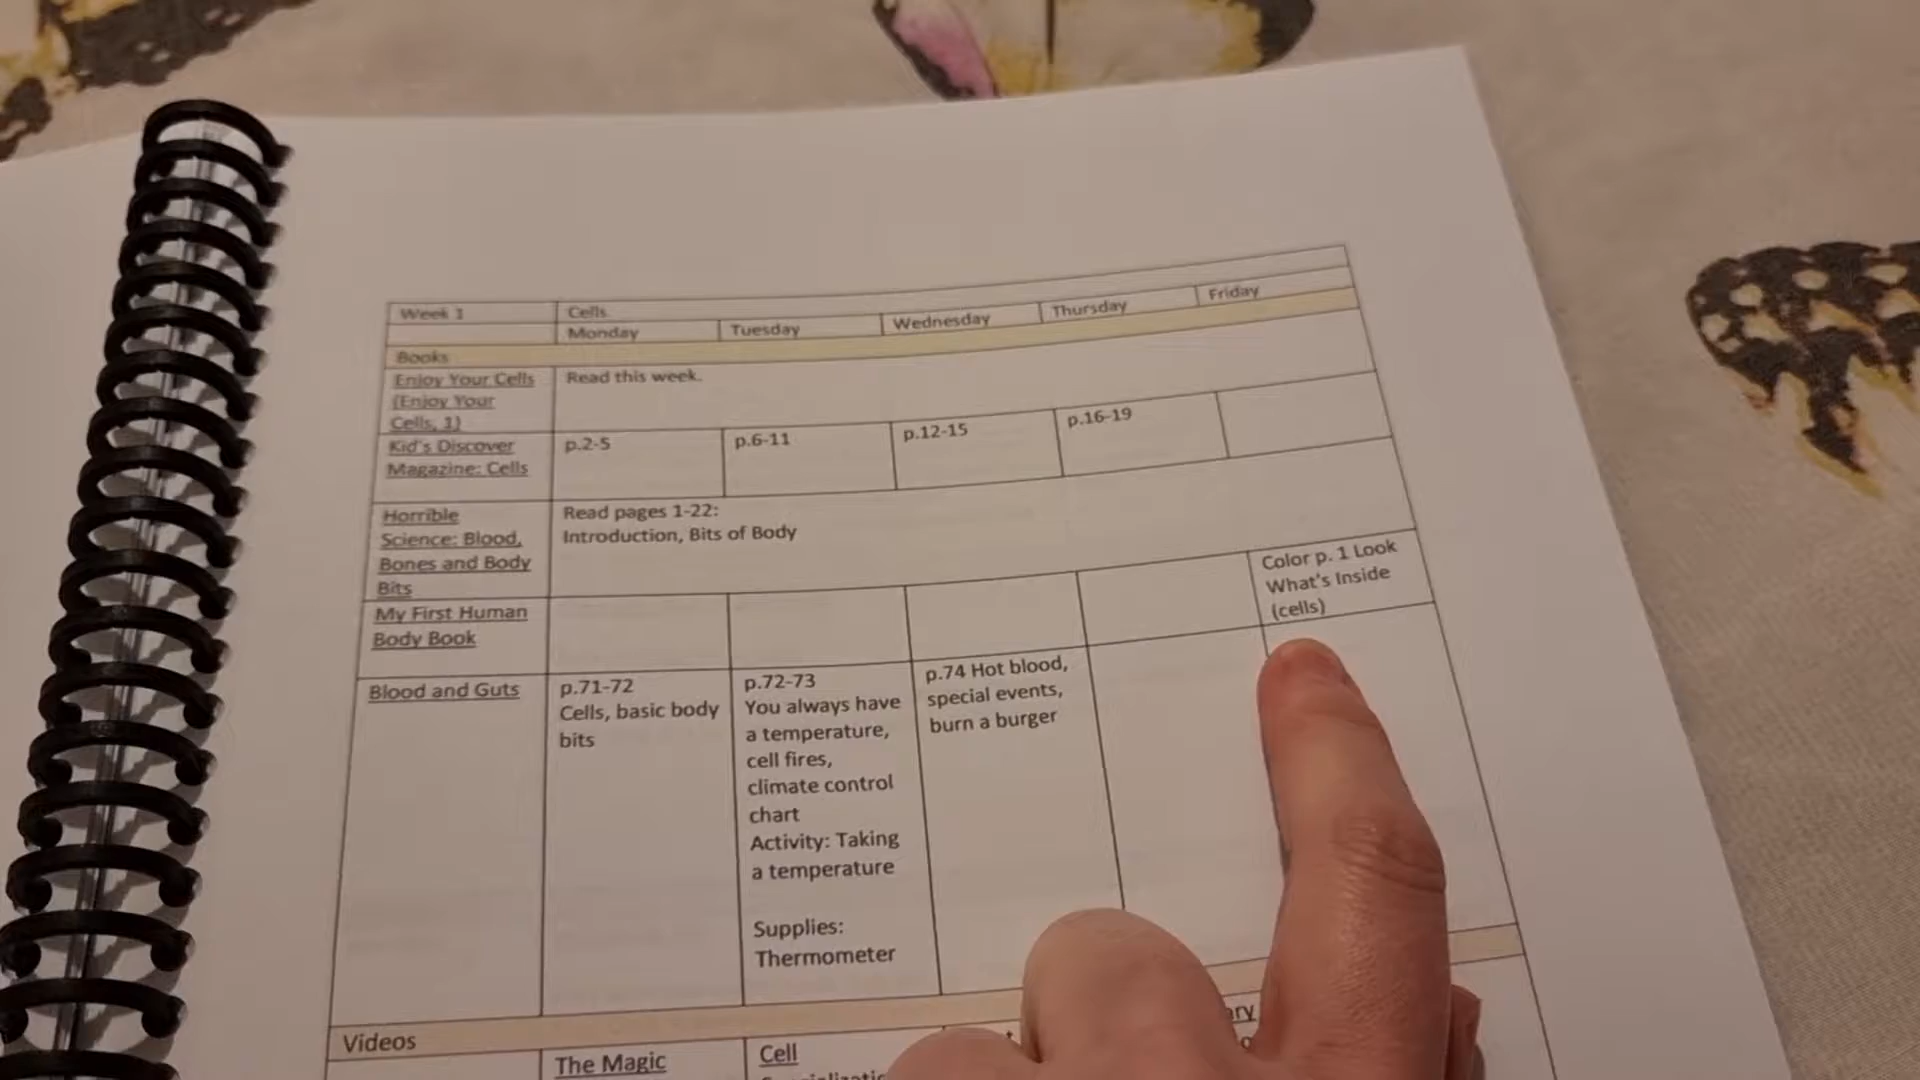 Week 1
Cells
Monday
Tuesday
Wednesday
Thursday
Friday
Books
Enjoy Your Cells
(Enjoy Your
Cells, 1)
Read this week.
Kid's Discover
Magazine: Cells
p.2-5
p.6-11
p.12-15
p.16-19
Horrible
Science: Blood,
Bones and Body
Bits
Read pages 1-22:
Introduction, Bits of Body
My First Human
Body Book
Color p. 1 Look
What's Inside
(cells)
Blood and Guts
p.71-72
Cells, basic body
bits
p.72-73
You always have
a temperature,
cell fires,
climate control
chart
Activity: Taking
a temperature
Supplies:
Thermometer
p.74 Hot blood,
special events,
burn a burger
Videos
The Magic
Cell